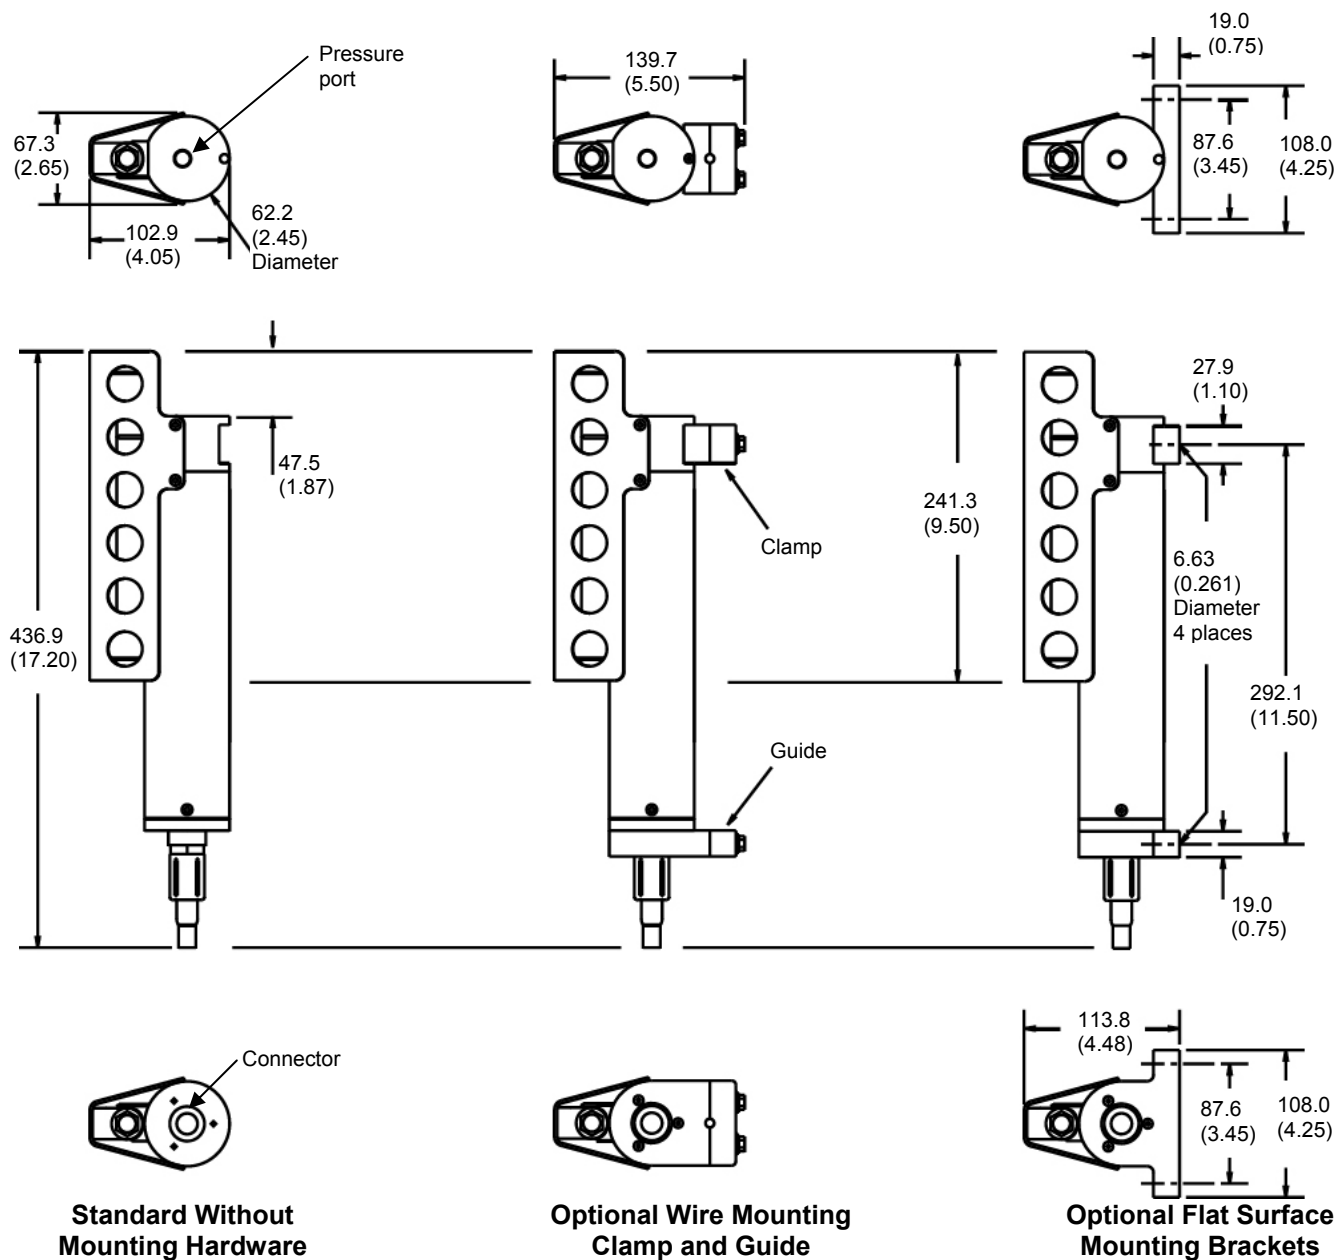 Pressure
port
67.3
(2.65)
102.9
(4.05)
62.2
(2.45)
Diameter
139.7
(5.50)
19.0
(0.75)
87.6
(3.45)
108.0
(4.25)
436.9
(17.20)
47.5
(1.87)
Clamp
Guide
241.3
(9.50)
27.9
(1.10)
6.63
(0.261)
Diameter
4 places
292.1
(11.50)
19.0
(0.75)
Connector
113.8
(4.48)
87.6
(3.45)
108.0
(4.25)
Standard Without
Mounting Hardware
Optional Wire Mounting
Clamp and Guide
Optional Flat Surface
Mounting Brackets